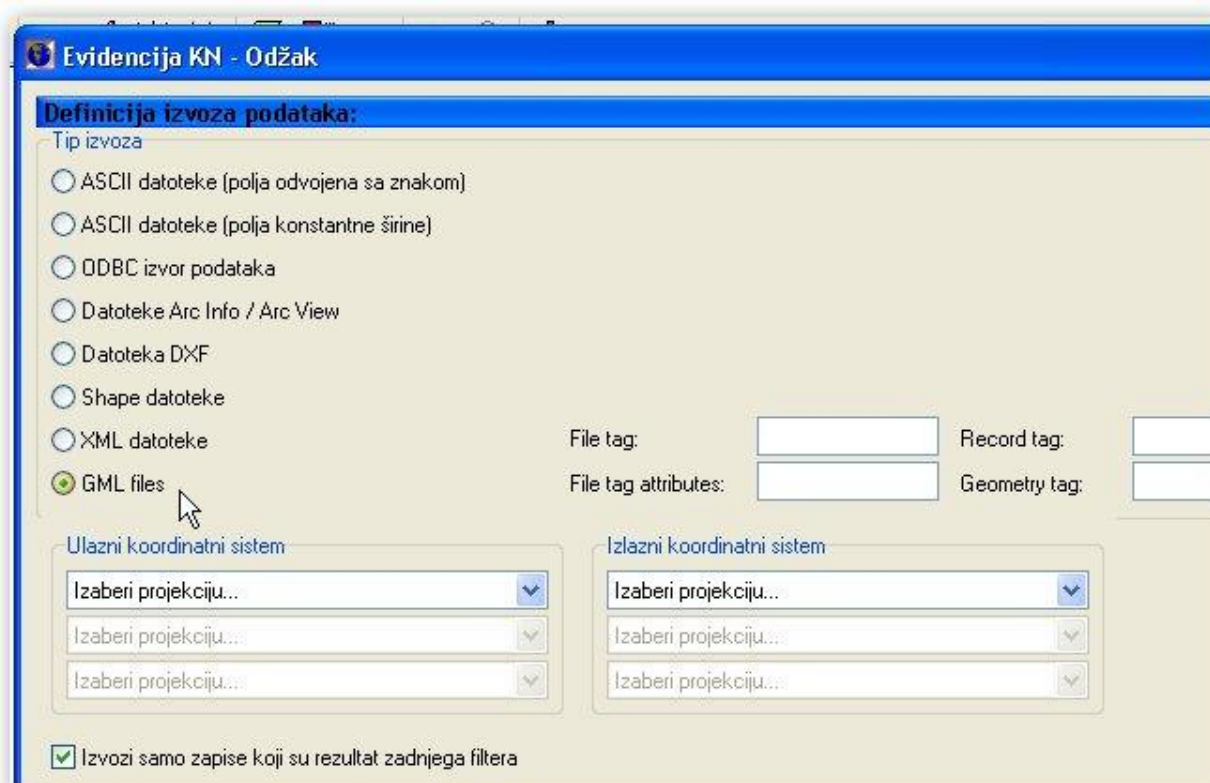 Evidencija KN - Odžak
Definicija izvoza podataka:
Tip izvoza
ASCII datoteke (polja odvojena sa znakom)
ASCII datoteke (polja konstantne širine)
ODBC izvor podataka
Datoteke Arc Info / Arc View
Datoteka DXF
Shape datoteke
XML datoteke File tag: Record tag:
GML files File tag attributes: Geometry tag:
Ulazni koordinatni sistem Izlazni koordinatni sistem
Izaberi projekciju... Izaberi projekciju...
Izaberi projekciju... Izaberi projekciju...
Izaberi projekciju... Izaberi projekciju...
Izvozi samo zapise koji su rezultat zadnjega filtera